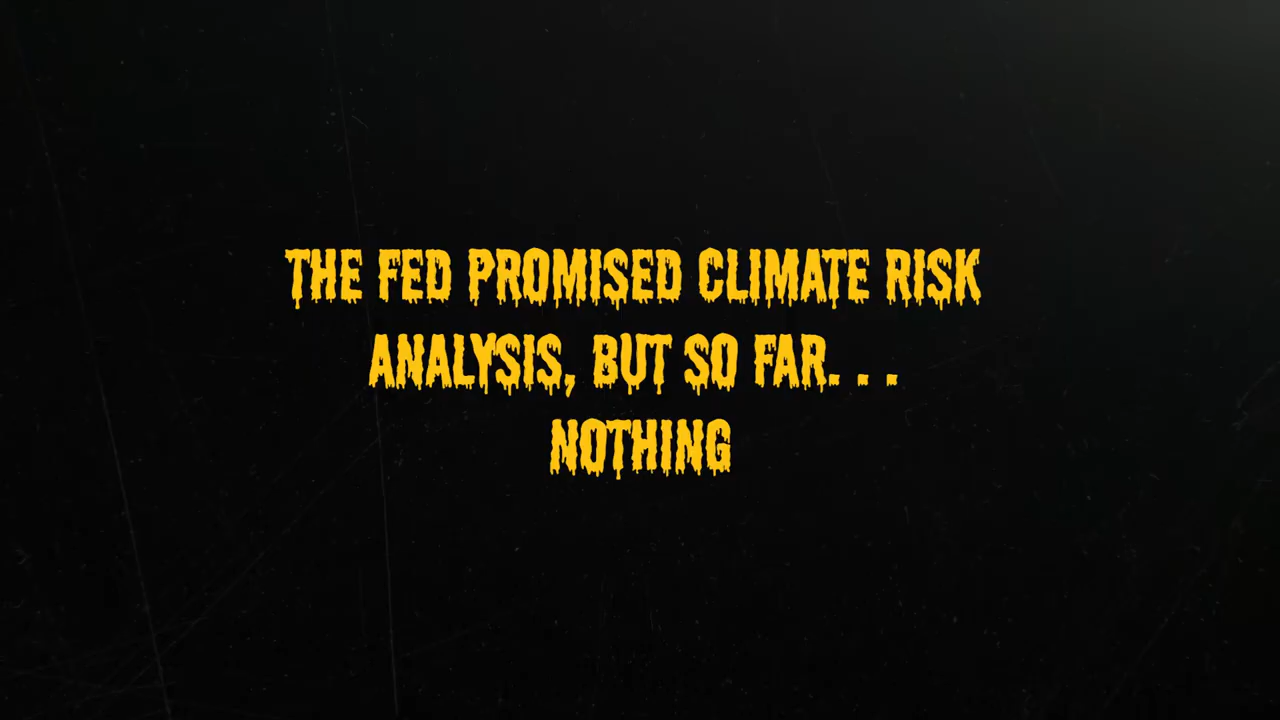 THE FED PROMISED CLIMATE RISK
ANALYSIS, BUT SO FAR. . .
NOTHING